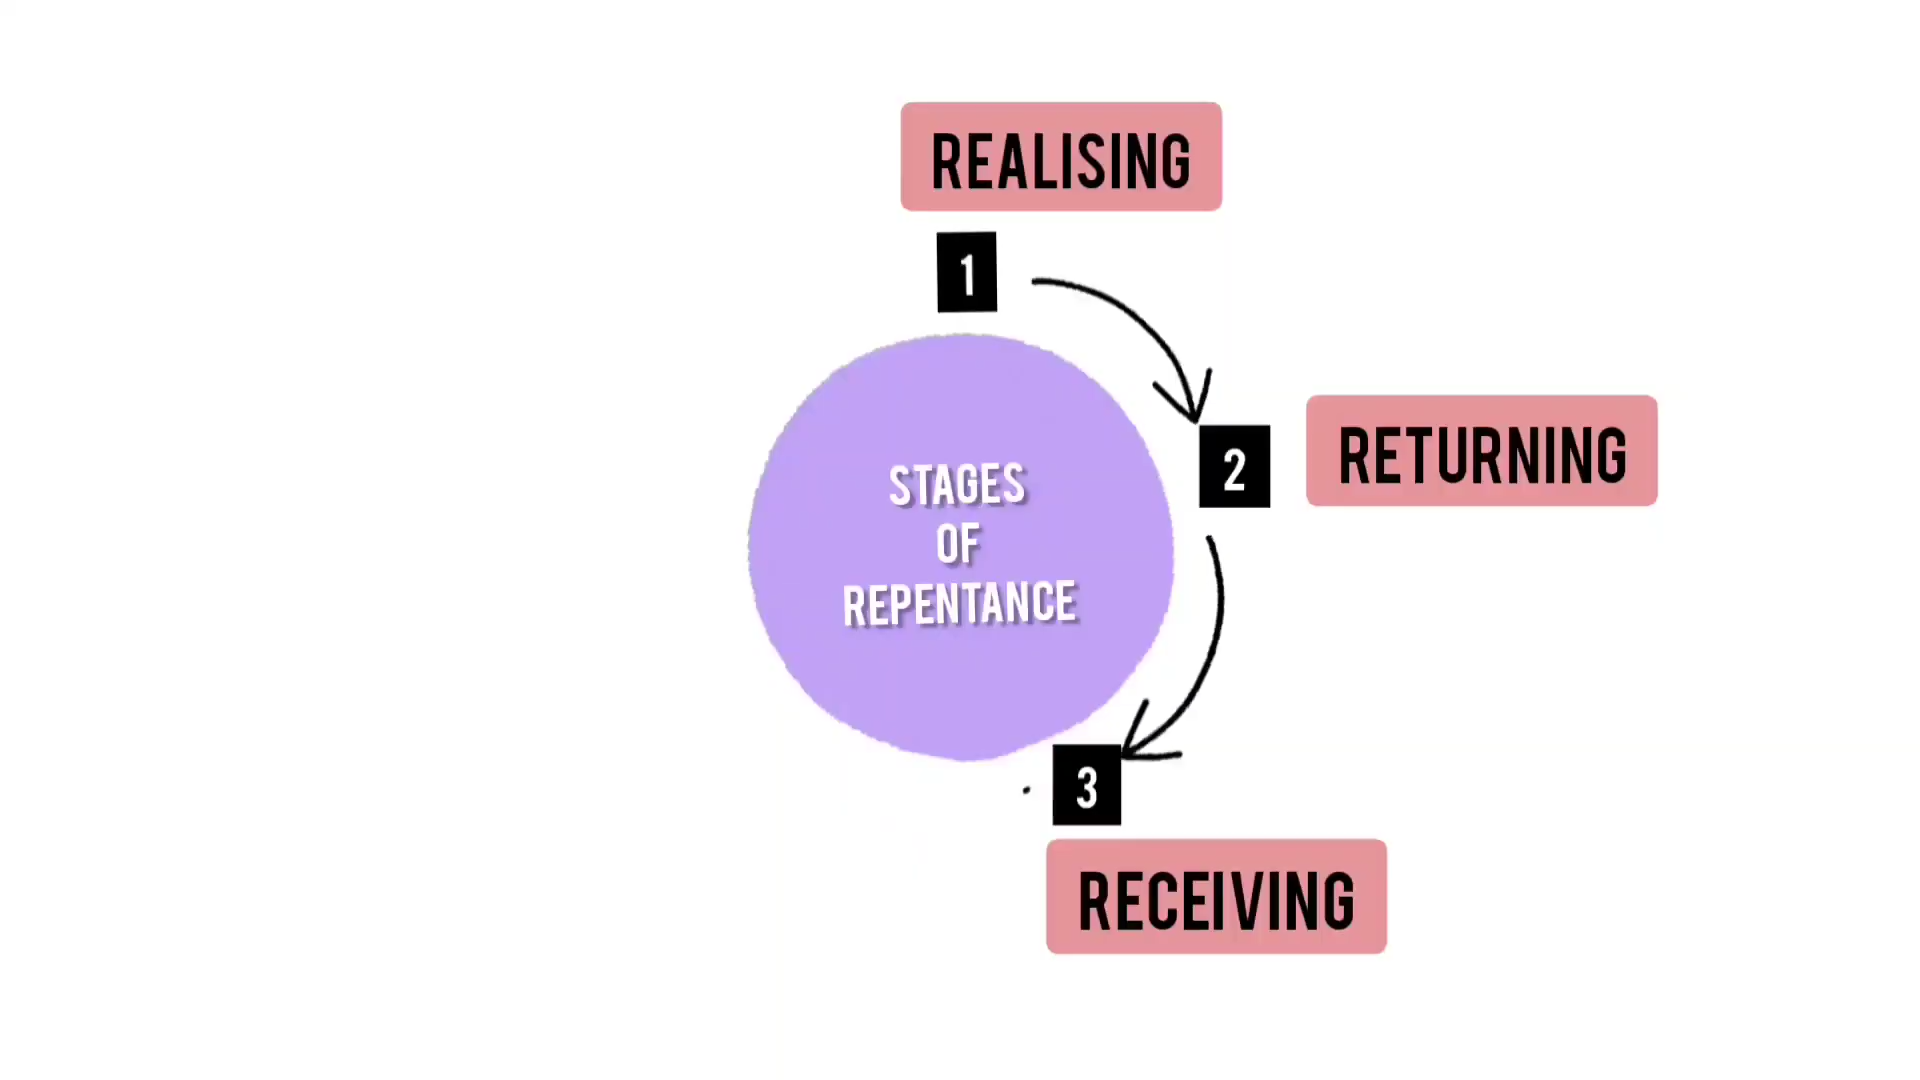 REALISING
1
2
RETURNING
STAGES
OF
REPENTANCE
3
RECEIVING